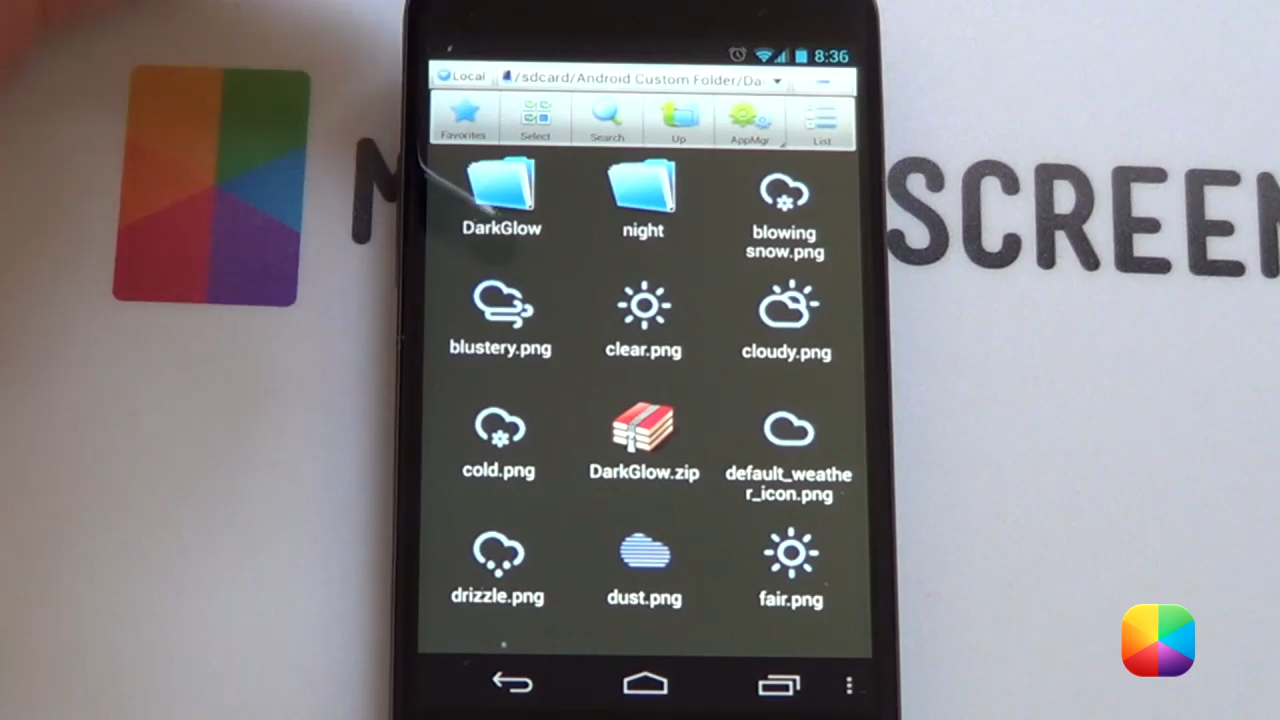 8:36
Local /sdcard/Android Custom Folder/Da
Favorites Select Search Up AppMgr List
SCREEN
DarkGlow night blowing
snow.png
blustery.png clear.png cloudy.png
cold.png DarkGlow.zip default_weathe
r_icon.png
drizzle.png dust.png fair.png